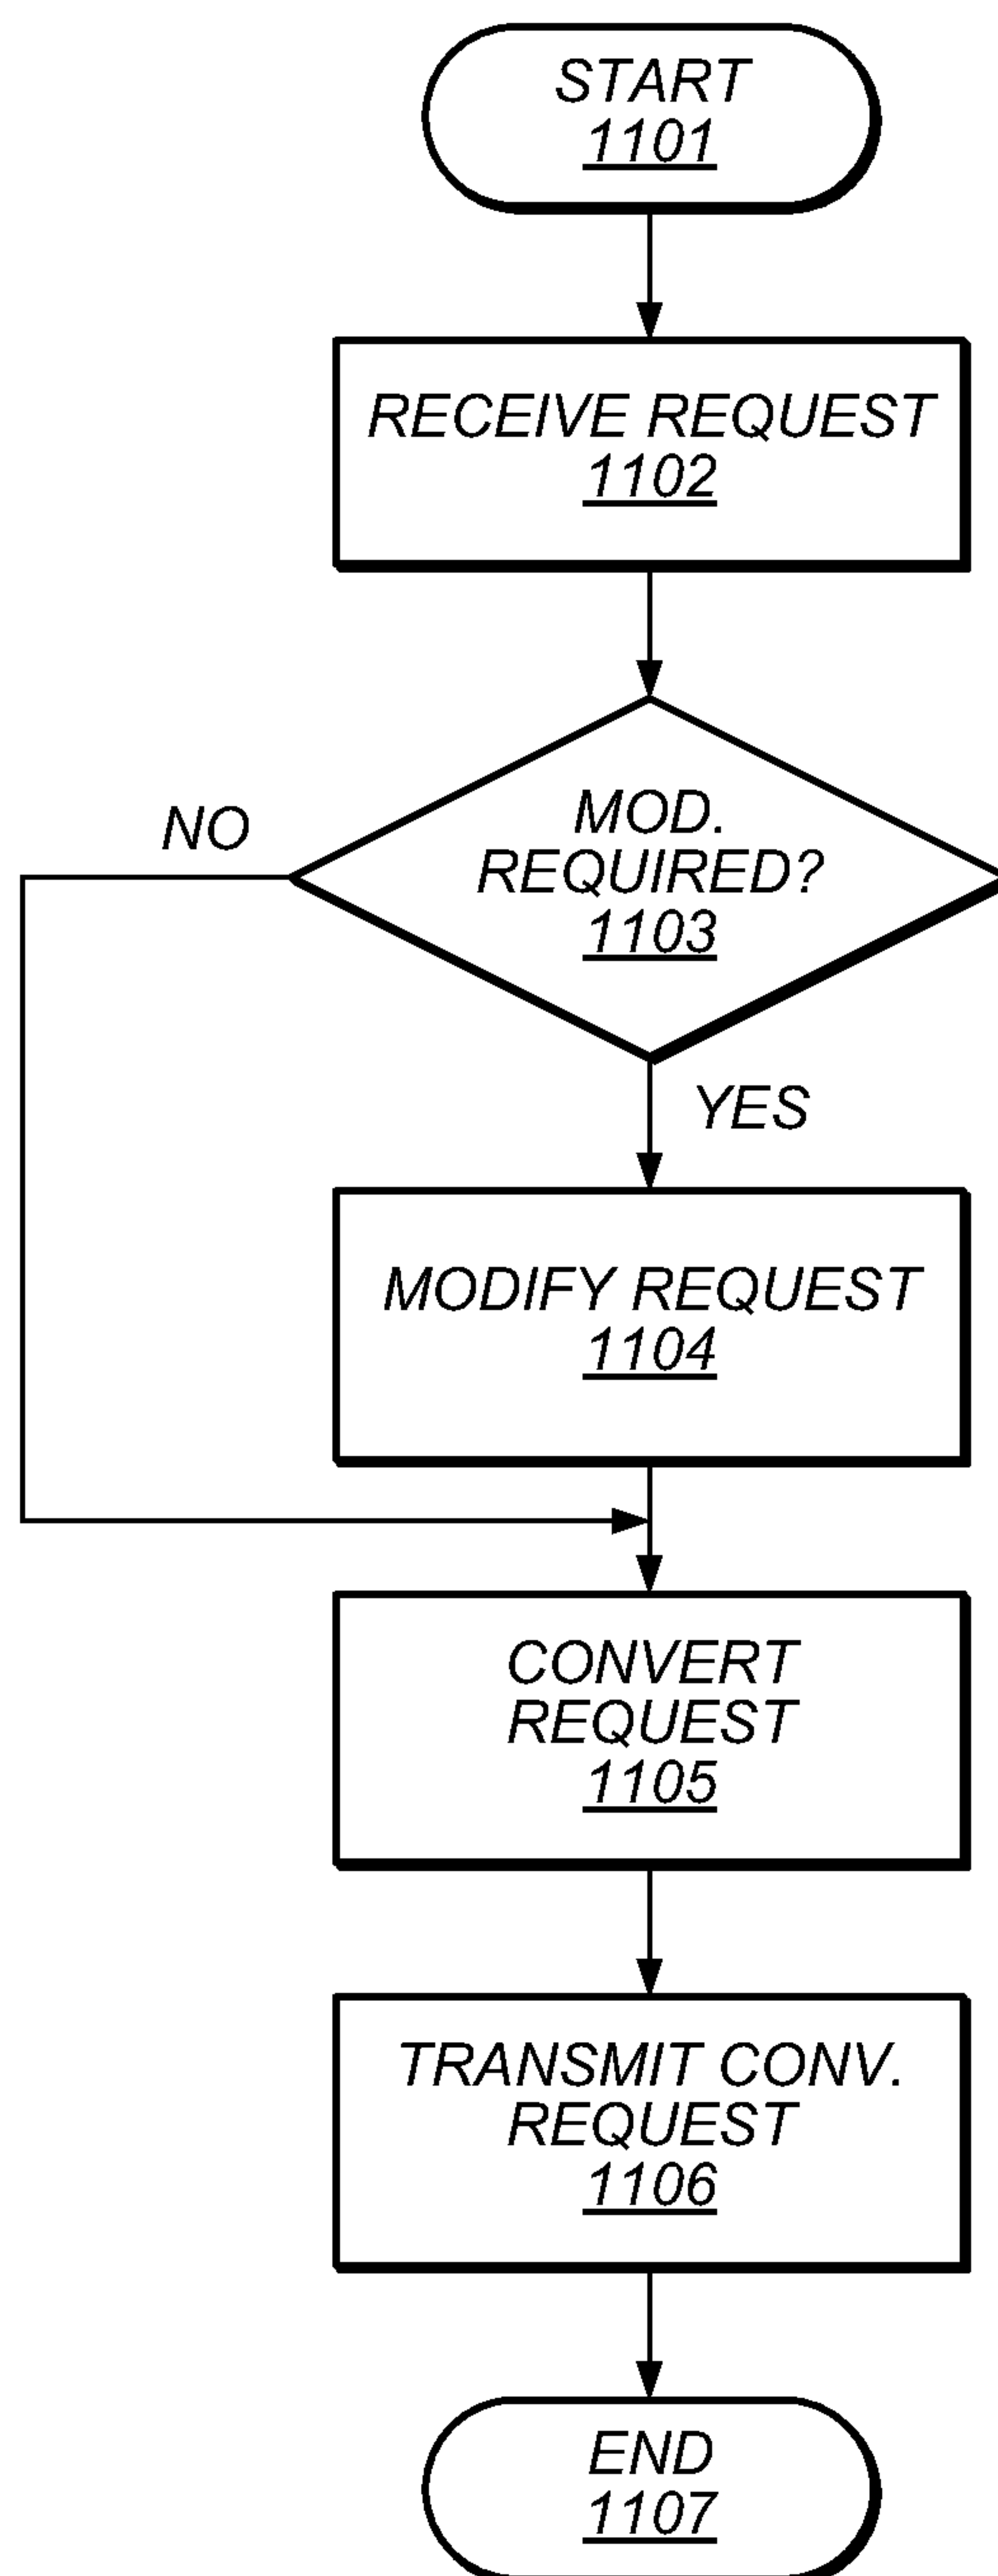 START
1101
RECEIVE REQUEST
1102
NO
MOD.
REQUIRED?
1103
YES
MODIFY REQUEST
1104
CONVERT
REQUEST
1105
TRANSMIT CONV.
REQUEST
1106
END
1107